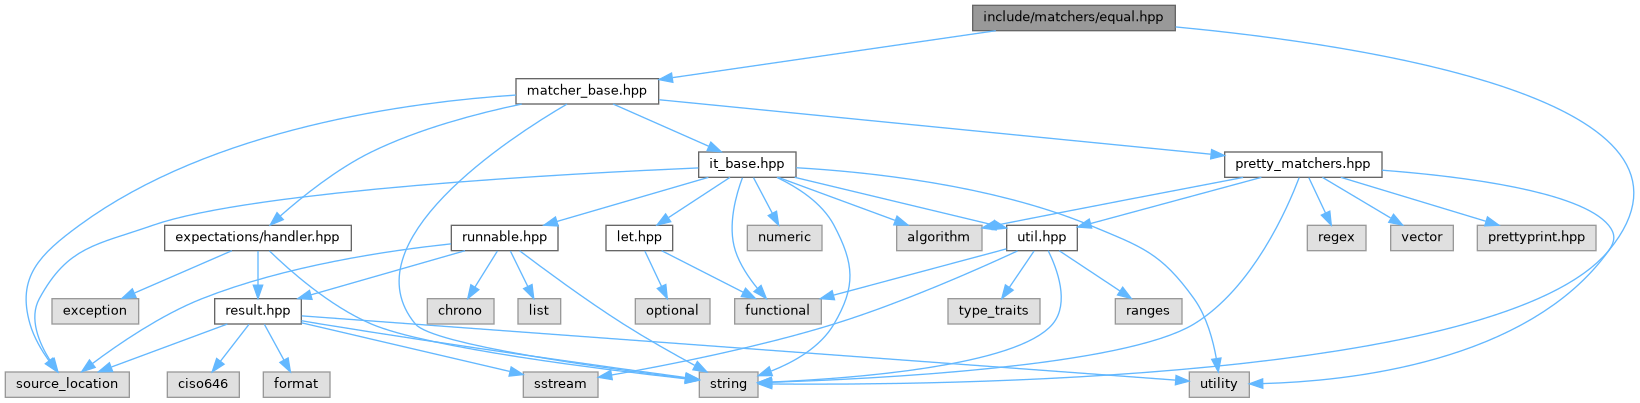 include/matchers/equal.hpp
matcher_base.hpp
it_base.hpp
pretty_matchers.hpp
expectations/handler.hpp
runnable.hpp
let.hpp
numeric
algorithm
util.hpp
regex
vector
prettyprint.hpp
exception
result.hpp
chrono
list
optional
functional
type_traits
ranges
source_location
ciso646
format
sstream
string
utility